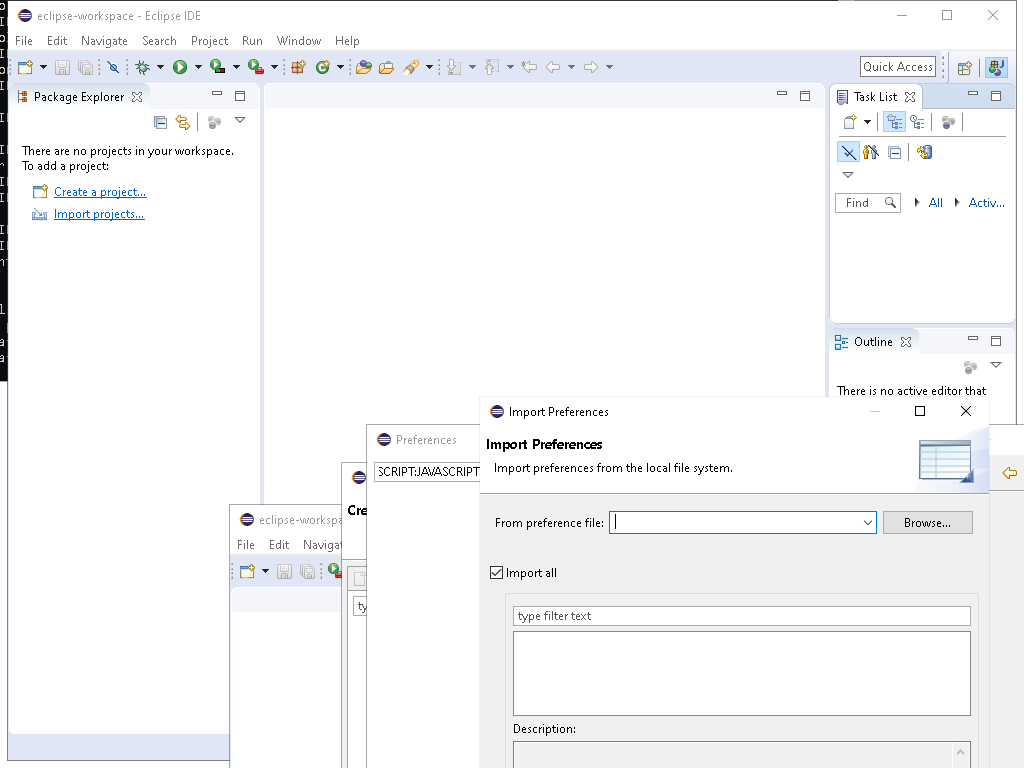 eclipse-workspace - Eclipse IDE
File Edit Navigate Search Project Run Window Help
Quick Access
Package Explorer
Task List
There are no projects in your workspace.
To add a project:
Create a project...
Import projects...
Find All Activ...
Outline
There is no active editor that
Import Preferences
Preferences
Import Preferences
Import preferences from the local file system.
SCRIPT:JAVASCRIPT
Cre
eclipse-workspa
From preference file: Browse...
File Edit Naviga
Import all
ty
type filter text
Description: